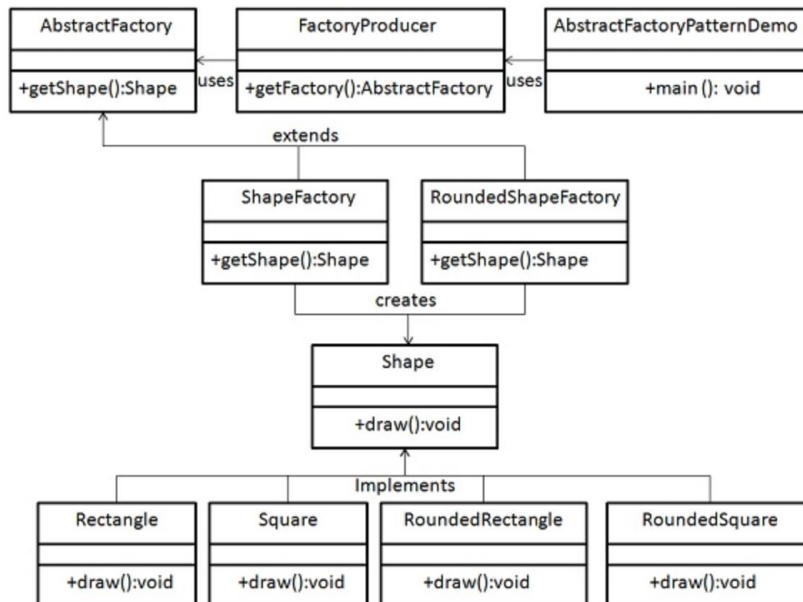 AbstractFactory
+getShape():Shape
uses
FactoryProducer
+getFactory():AbstractFactory
uses
AbstractFactoryPatternDemo
+main(): void
extends
ShapeFactory
+getShape():Shape
RoundedShapeFactory
+getShape():Shape
creates
Shape
+draw():void
Implements
Rectangle
+draw():void
Square
+draw():void
RoundedRectangle
+draw():void
RoundedSquare
+draw():void